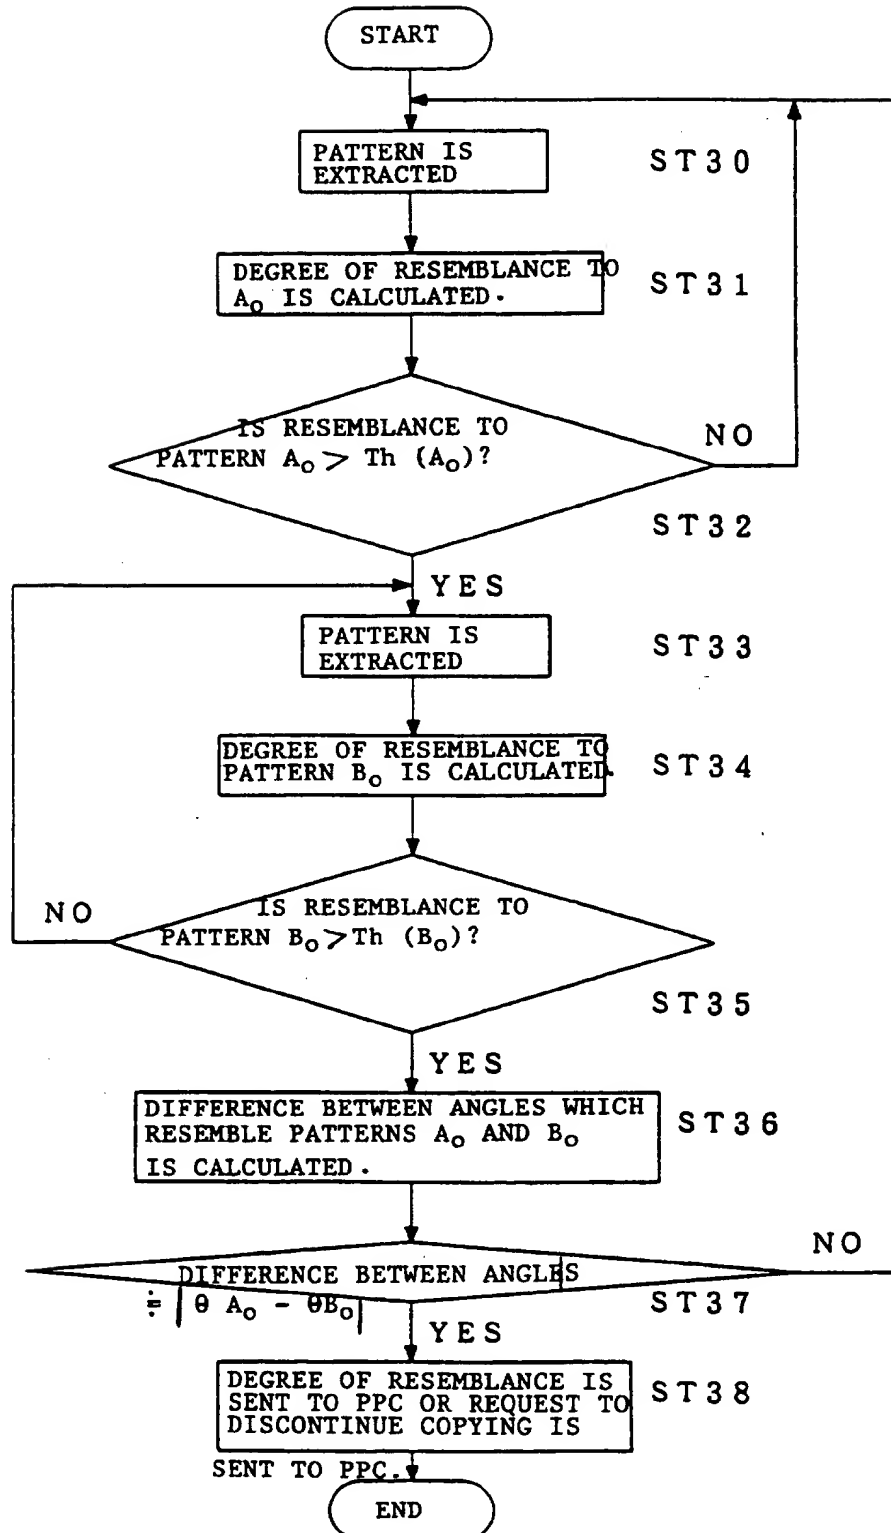 START
PATTERN IS
EXTRACTED
ST30
DEGREE OF RESEMBLANCE TO
A₀ IS CALCULATED.
ST31
IS RESEMBLANCE TO
PATTERN A₀ > Th (A₀)?
NO
ST32
YES
PATTERN IS
EXTRACTED
ST33
DEGREE OF RESEMBLANCE TO
PATTERN B₀ IS CALCULATED.
ST34
NO
IS RESEMBLANCE TO
PATTERN B₀ > Th (B₀)?
ST35
YES
DIFFERENCE BETWEEN ANGLES WHICH
RESEMBLE PATTERNS A₀ AND B₀
IS CALCULATED.
ST36
NO
DIFFERENCE BETWEEN ANGLES
≒ | θ A₀ - θB₀ |
ST37
YES
DEGREE OF RESEMBLANCE IS
SENT TO PPC OR REQUEST TO
DISCONTINUE COPYING IS
SENT TO PPC.
ST38
END